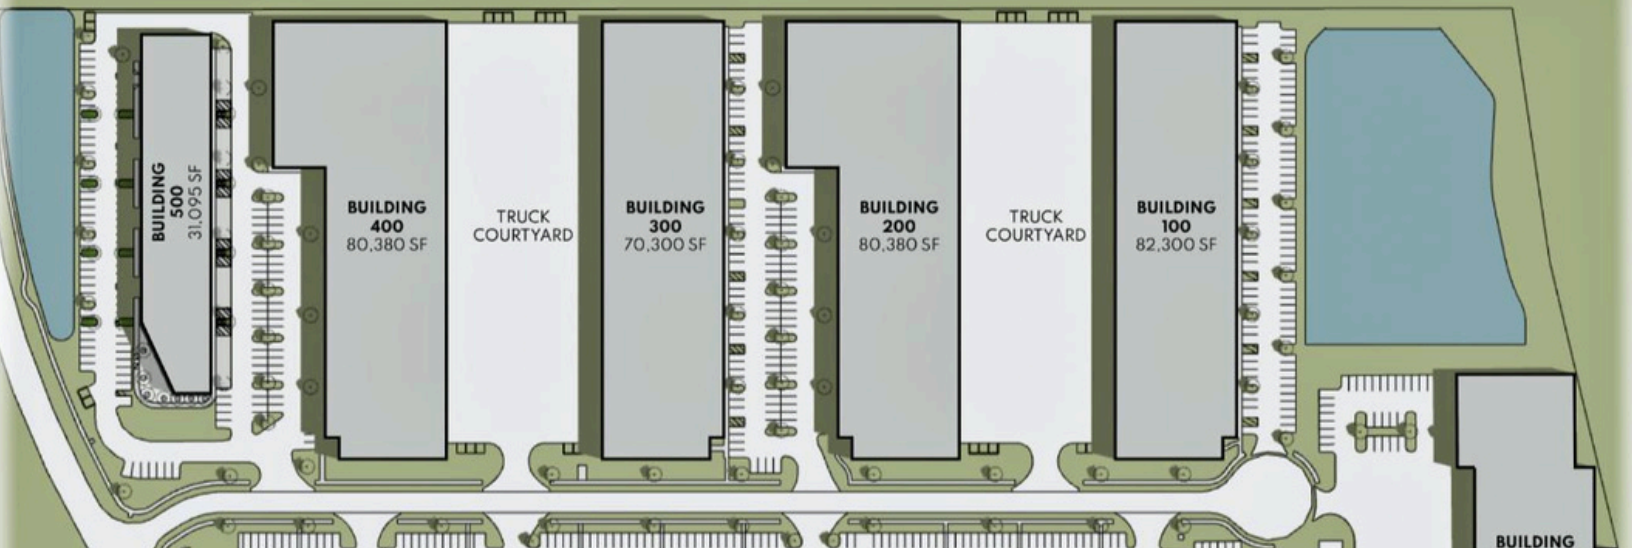 BUILDING
500
31,095 SF
BUILDING
400
80,380 SF
TRUCK
COURTYARD
BUILDING
300
70,300 SF
BUILDING
200
80,380 SF
TRUCK
COURTYARD
BUILDING
100
82,300 SF
BUILDING